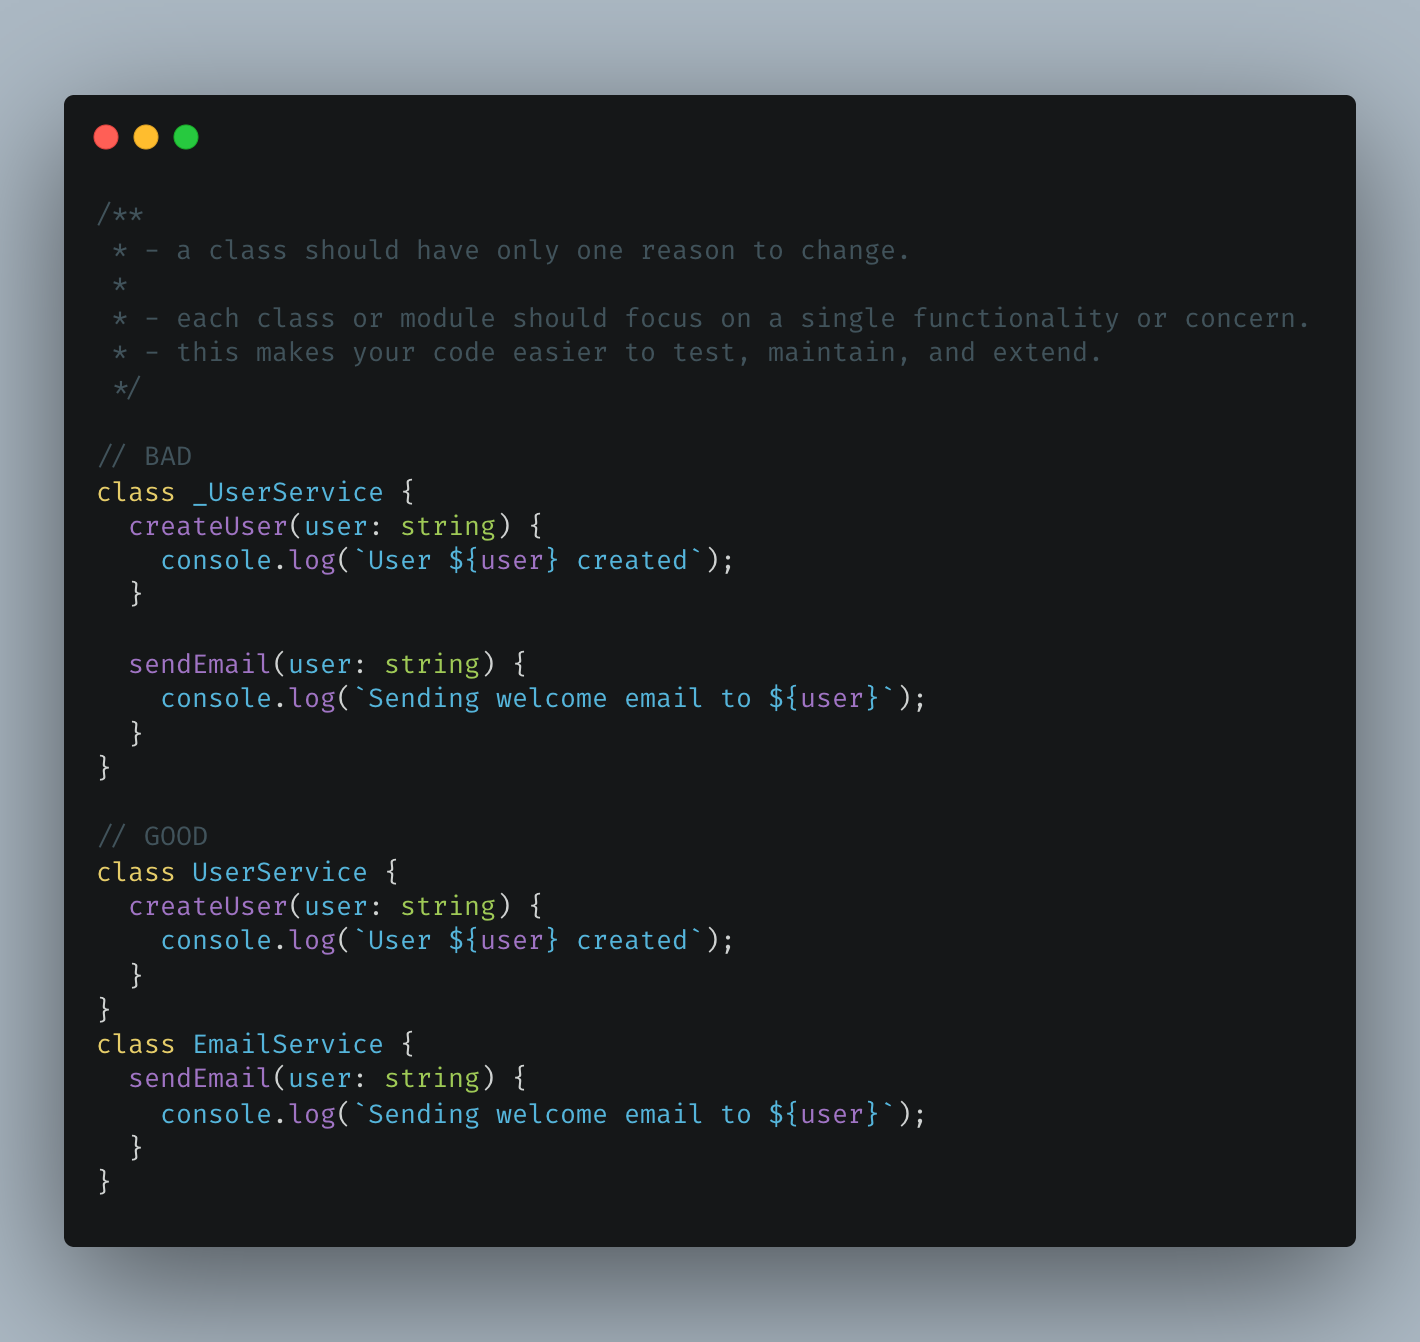 /**
 * - a class should have only one reason to change.
 *
 * - each class or module should focus on a single functionality or concern.
 * - this makes your code easier to test, maintain, and extend.
 */

// BAD
class _UserService {
  createUser(user: string) {
    console.log(`User ${user} created`);
  }

  sendEmail(user: string) {
    console.log(`Sending welcome email to ${user}`);
  }
}

// GOOD
class UserService {
  createUser(user: string) {
    console.log(`User ${user} created`);
  }
}
class EmailService {
  sendEmail(user: string) {
    console.log(`Sending welcome email to ${user}`);
  }
}